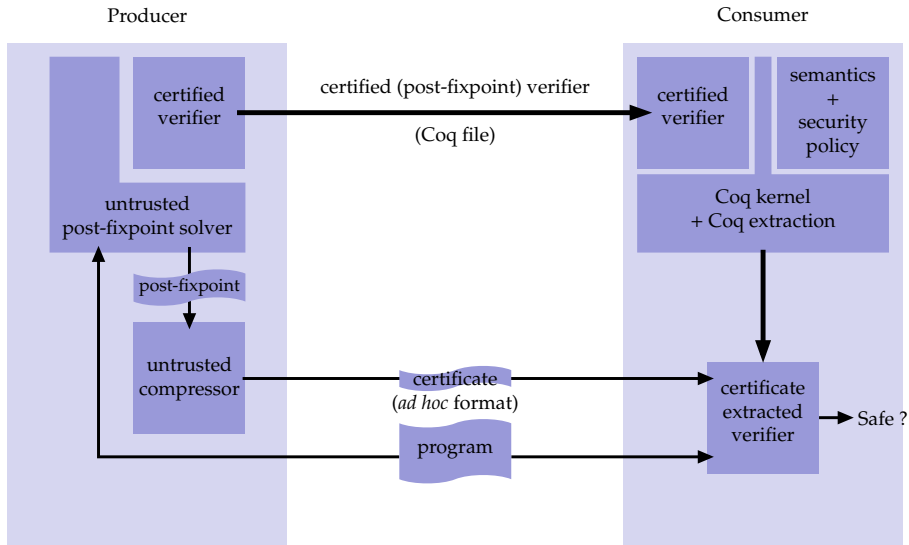 Producer
Consumer
certified
verifier
certified (post-fixpoint) verifier
(Coq file)
certified
verifier
semantics
+
security
policy
untrusted
post-fixpoint solver
Coq kernel
+ Coq extraction
post-fixpoint
untrusted
compressor
certificate
(ad hoc format)
program
certificate
extracted
verifier
Safe ?